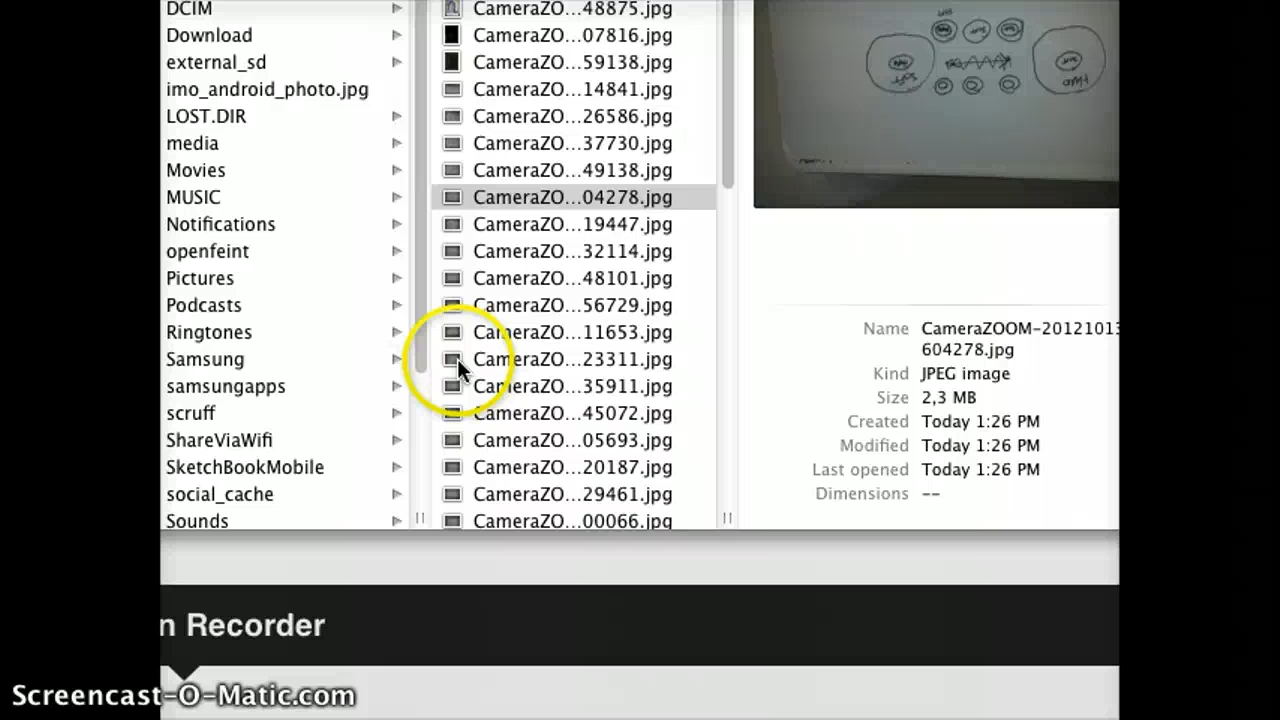 DCIM
Download
external_sd
imo_android_photo.jpg
LOST.DIR
media
Movies
MUSIC
Notifications
openfeint
Pictures
Podcasts
Ringtones
Samsung
samsungapps
scruff
ShareViaWifi
SketchBookMobile
social_cache
Sounds
CameraZO...48875.jpg
CameraZO...07816.jpg
CameraZO...59138.jpg
CameraZO...14841.jpg
CameraZO...26586.jpg
CameraZO...37730.jpg
CameraZO...49138.jpg
CameraZO...04278.jpg
CameraZO...19447.jpg
CameraZO...32114.jpg
CameraZO...48101.jpg
CameraZO...56729.jpg
CameraZO...11653.jpg
CameraZO...23311.jpg
CameraZO...35911.jpg
CameraZO...45072.jpg
CameraZO...05693.jpg
CameraZO...20187.jpg
CameraZO...29461.jpg
CameraZO...00066.jpg
Name CameraZOOM-20121013
604278.jpg
Kind JPEG image
Size 2,3 MB
Created Today 1:26 PM
Modified Today 1:26 PM
Last opened Today 1:26 PM
Dimensions --
n Recorder
Screencast-O-Matic.com